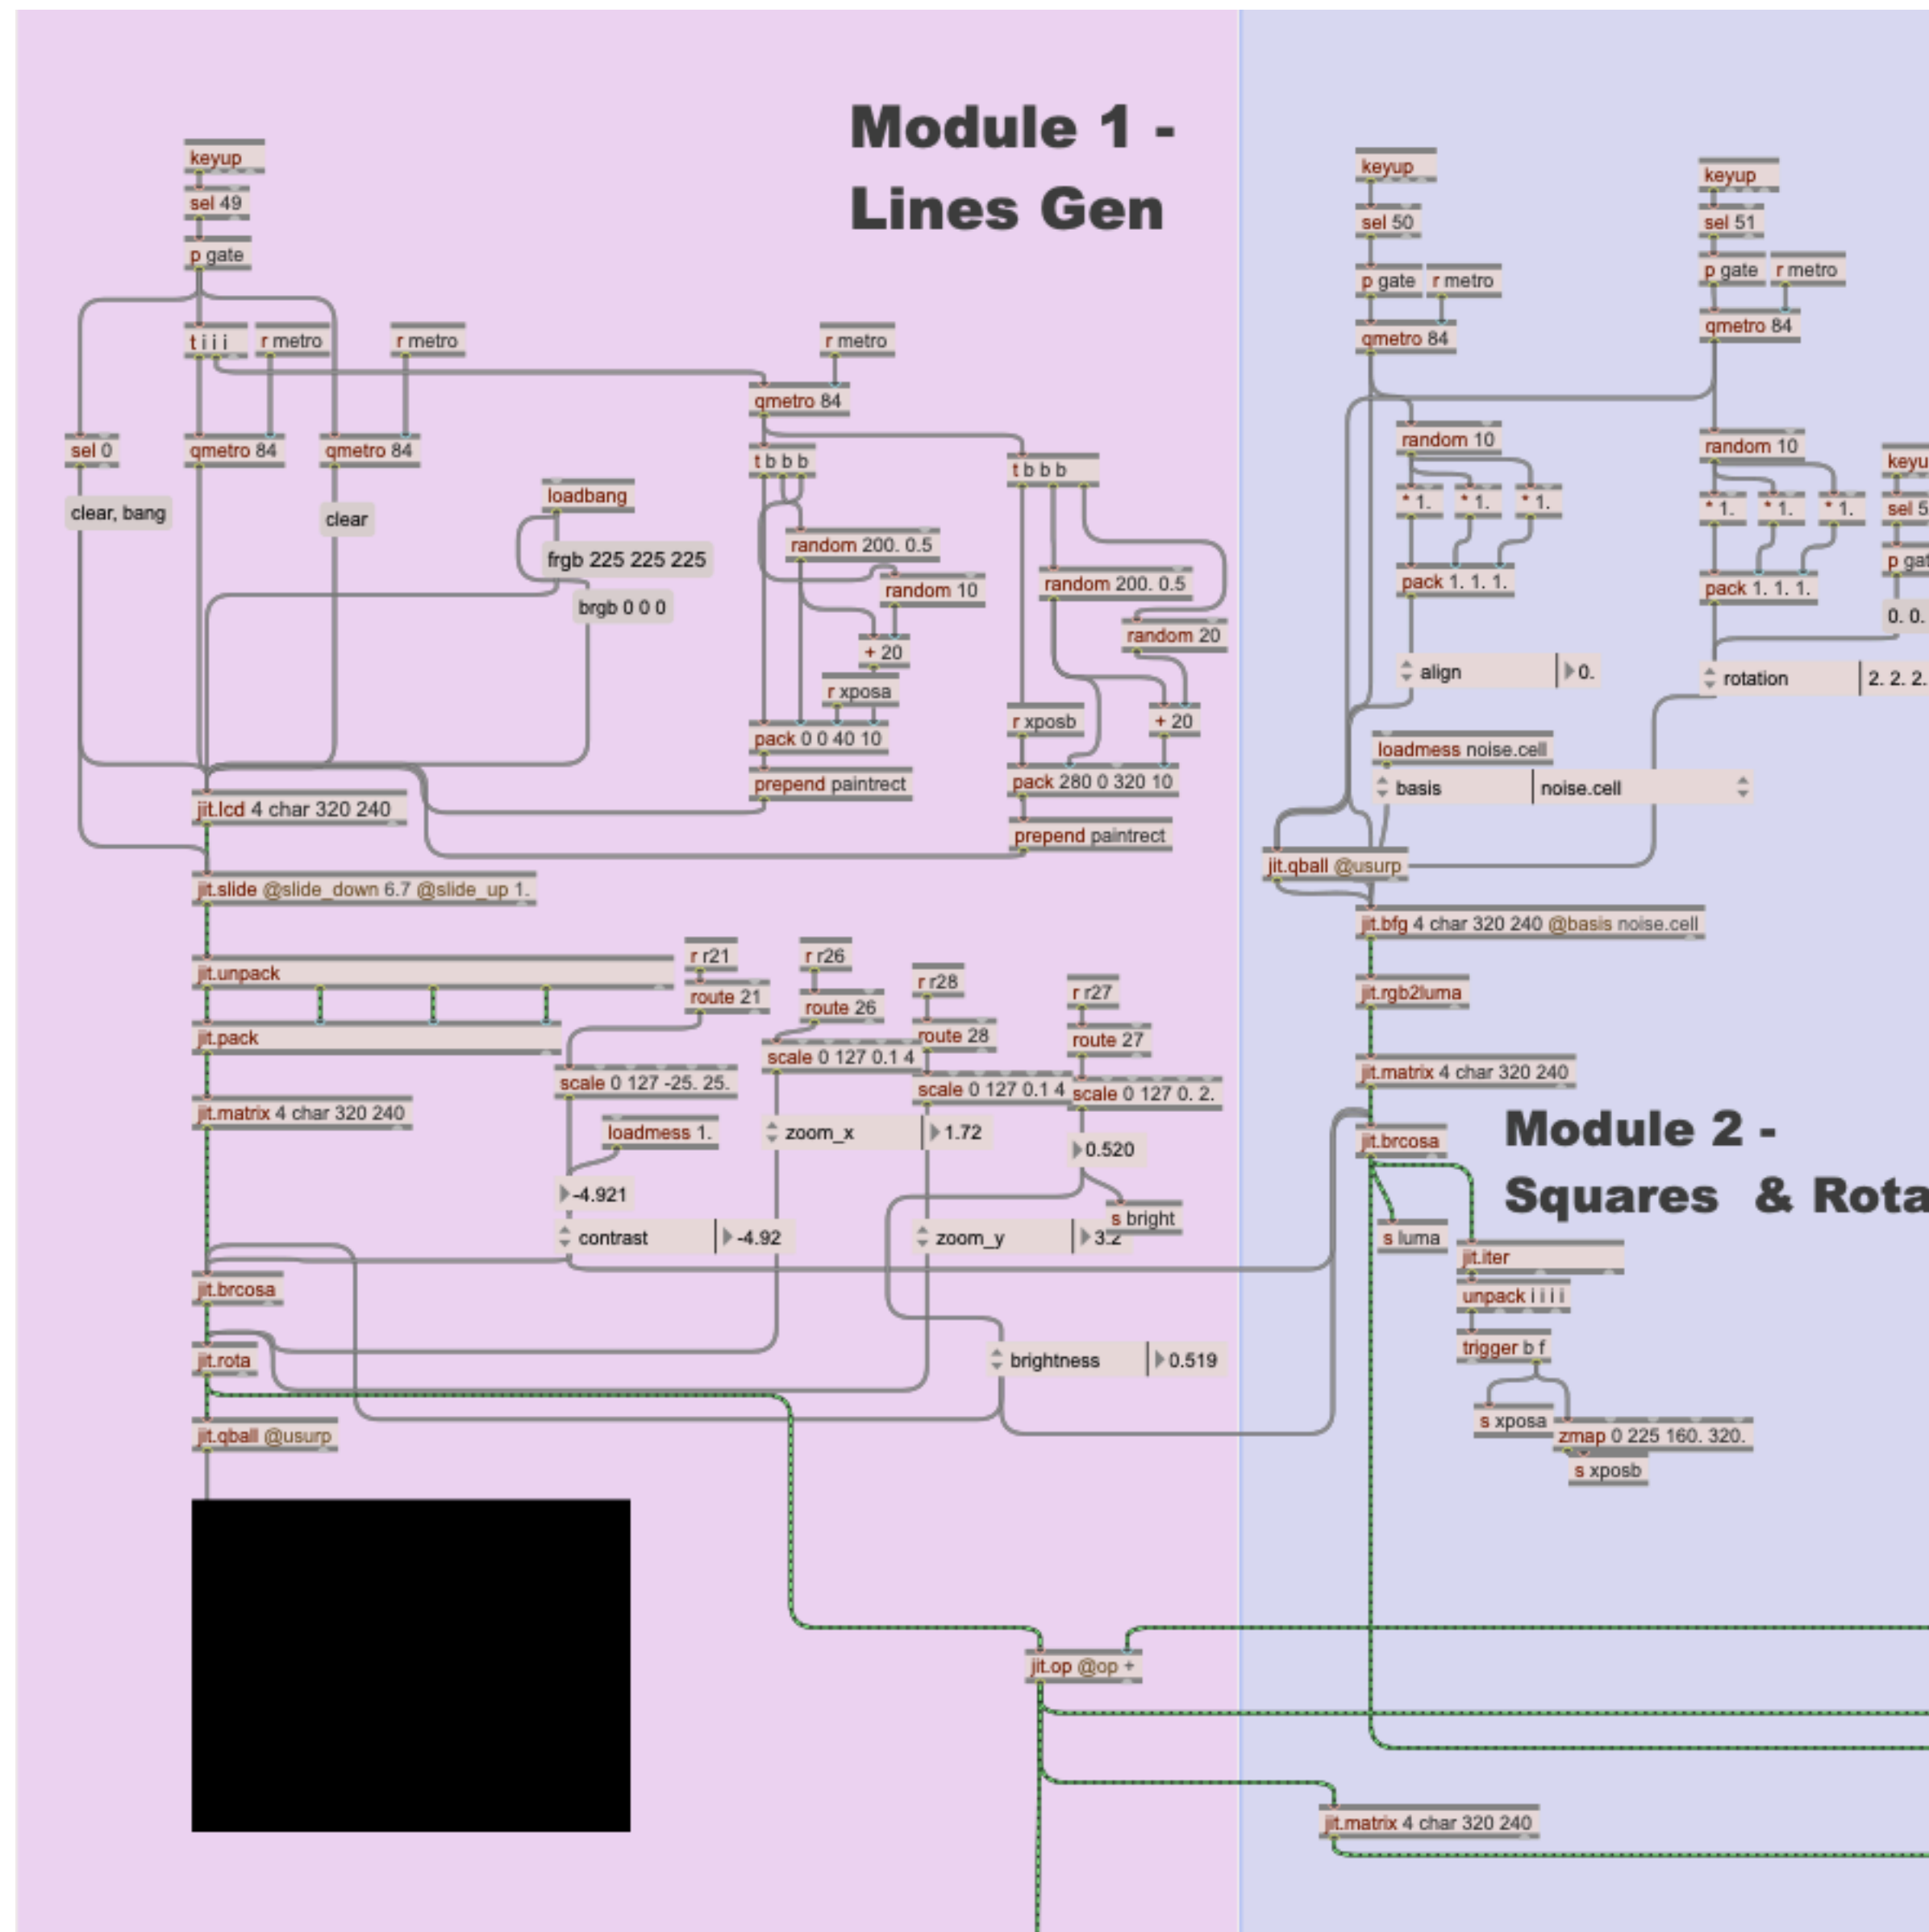 Module 1 -
Lines Gen
keyup
sel 49
p gate
t i i i
r metro
r metro
r metro
qmetro 84
sel 0
qmetro 84
qmetro 84
t b b b
t b b b
clear, bang
clear
loadbang
frgb 225 225 225
brgb 0 0 0
random 200. 0.5
random 10
random 200. 0.5
random 20
+ 20
r xposa
r xposb
+ 20
pack 0 0 40 10
prepend paintrect
pack 280 0 320 10
prepend paintrect
jit.lcd 4 char 320 240
jit.slide @slide_down 6.7 @slide_up 1.
jit.unpack
jit.pack
jit.matrix 4 char 320 240
r r21
route 21
r r26
route 26
r r28
route 28
r r27
route 27
scale 0 127 -25. 25.
scale 0 127 0.1 4
scale 0 127 0.1 4
scale 0 127 0. 2.
loadmess 1.
zoom_x
1.72
0.520
-4.921
s bright
contrast
-4.92
zoom_y
3.2
jit.brcosa
jit.rota
brightness
0.519
jit.qball @usurp
jit.op @op +
keyup
sel 50
p gate
r metro
qmetro 84
keyup
sel 51
p gate
r metro
qmetro 84
random 10
* 1.
* 1.
* 1.
pack 1. 1. 1.
random 10
* 1.
* 1.
* 1.
pack 1. 1. 1.
keyu
sel 5
p gat
0. 0.
align
0.
rotation
2. 2. 2.
loadmess noise.cell
basis
noise.cell
jit.qball @usurp
jit.bfg 4 char 320 240 @basis noise.cell
jit.rgb2luma
jit.matrix 4 char 320 240
jit.brcosa
Module 2 -
Squares & Rota
s luma
jit.iter
unpack i i i i
trigger b f
s xposa
zmap 0 225 160. 320.
s xposb
jit.matrix 4 char 320 240